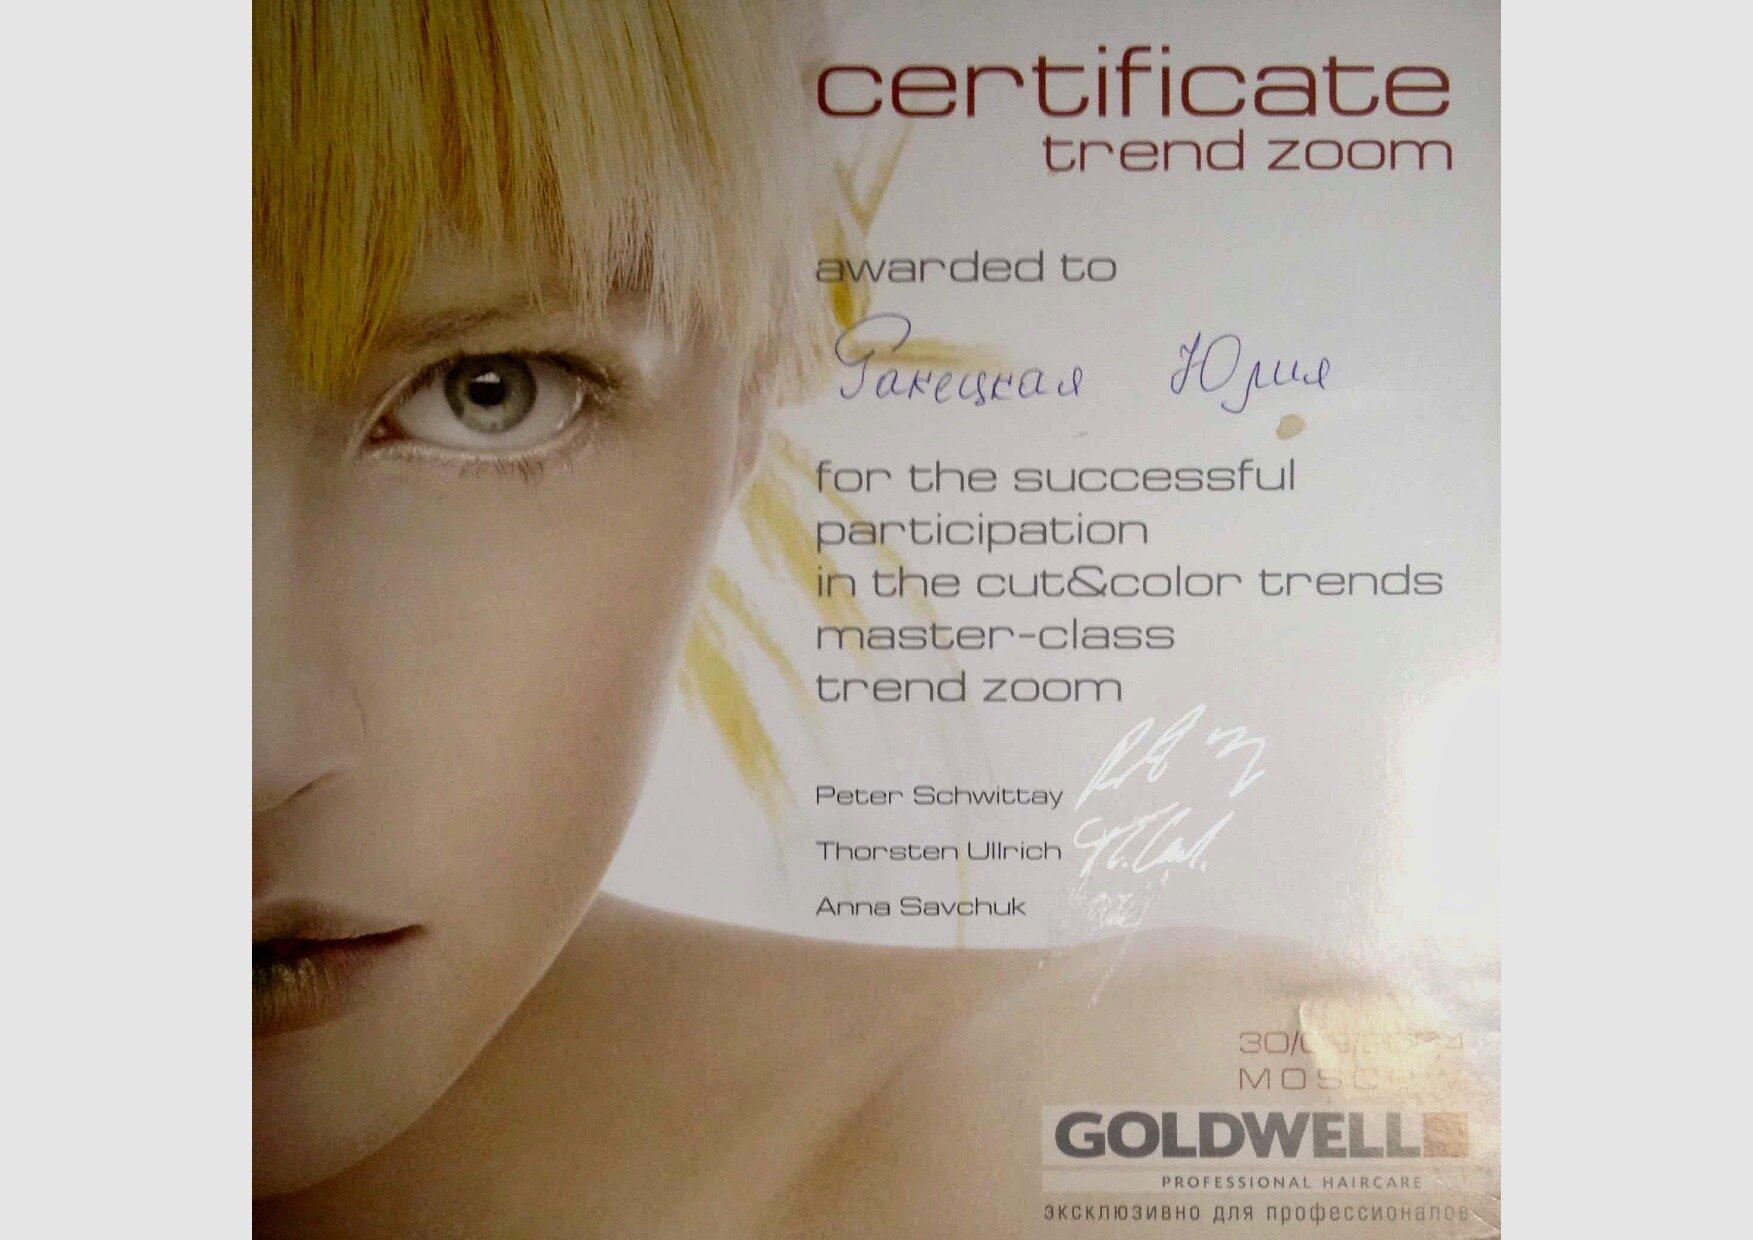 certificate
trend zoom
awarded to
Ракецкая Юлия
for the successful
participation
in the cut&color trends
master-class
trend zoom
Peter Schwittay
Thorsten Ullrich
Anna Savchuk
GOLDWELL
PROFESSIONAL HAIRCARE
эксклюзивно для профессионалов